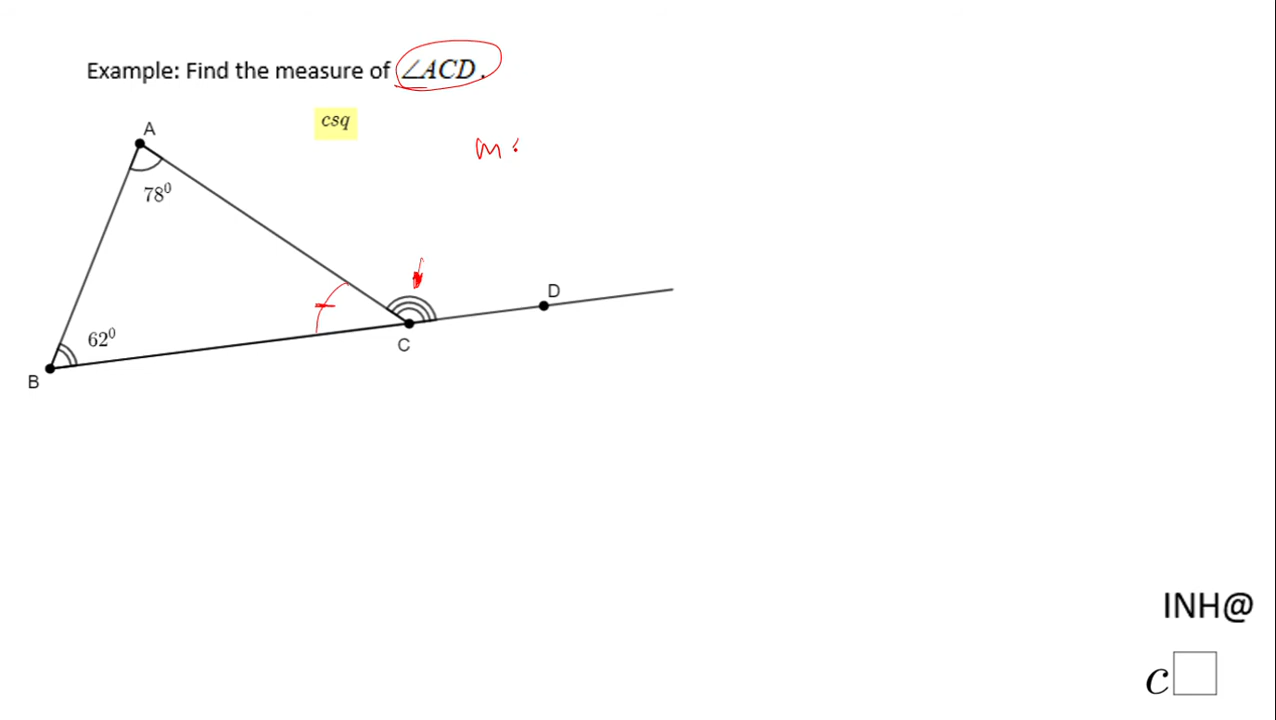 Example: Find the measure of ∠ACD.
csq
A
m:
78⁰
D
62⁰
C
B
INH@
c